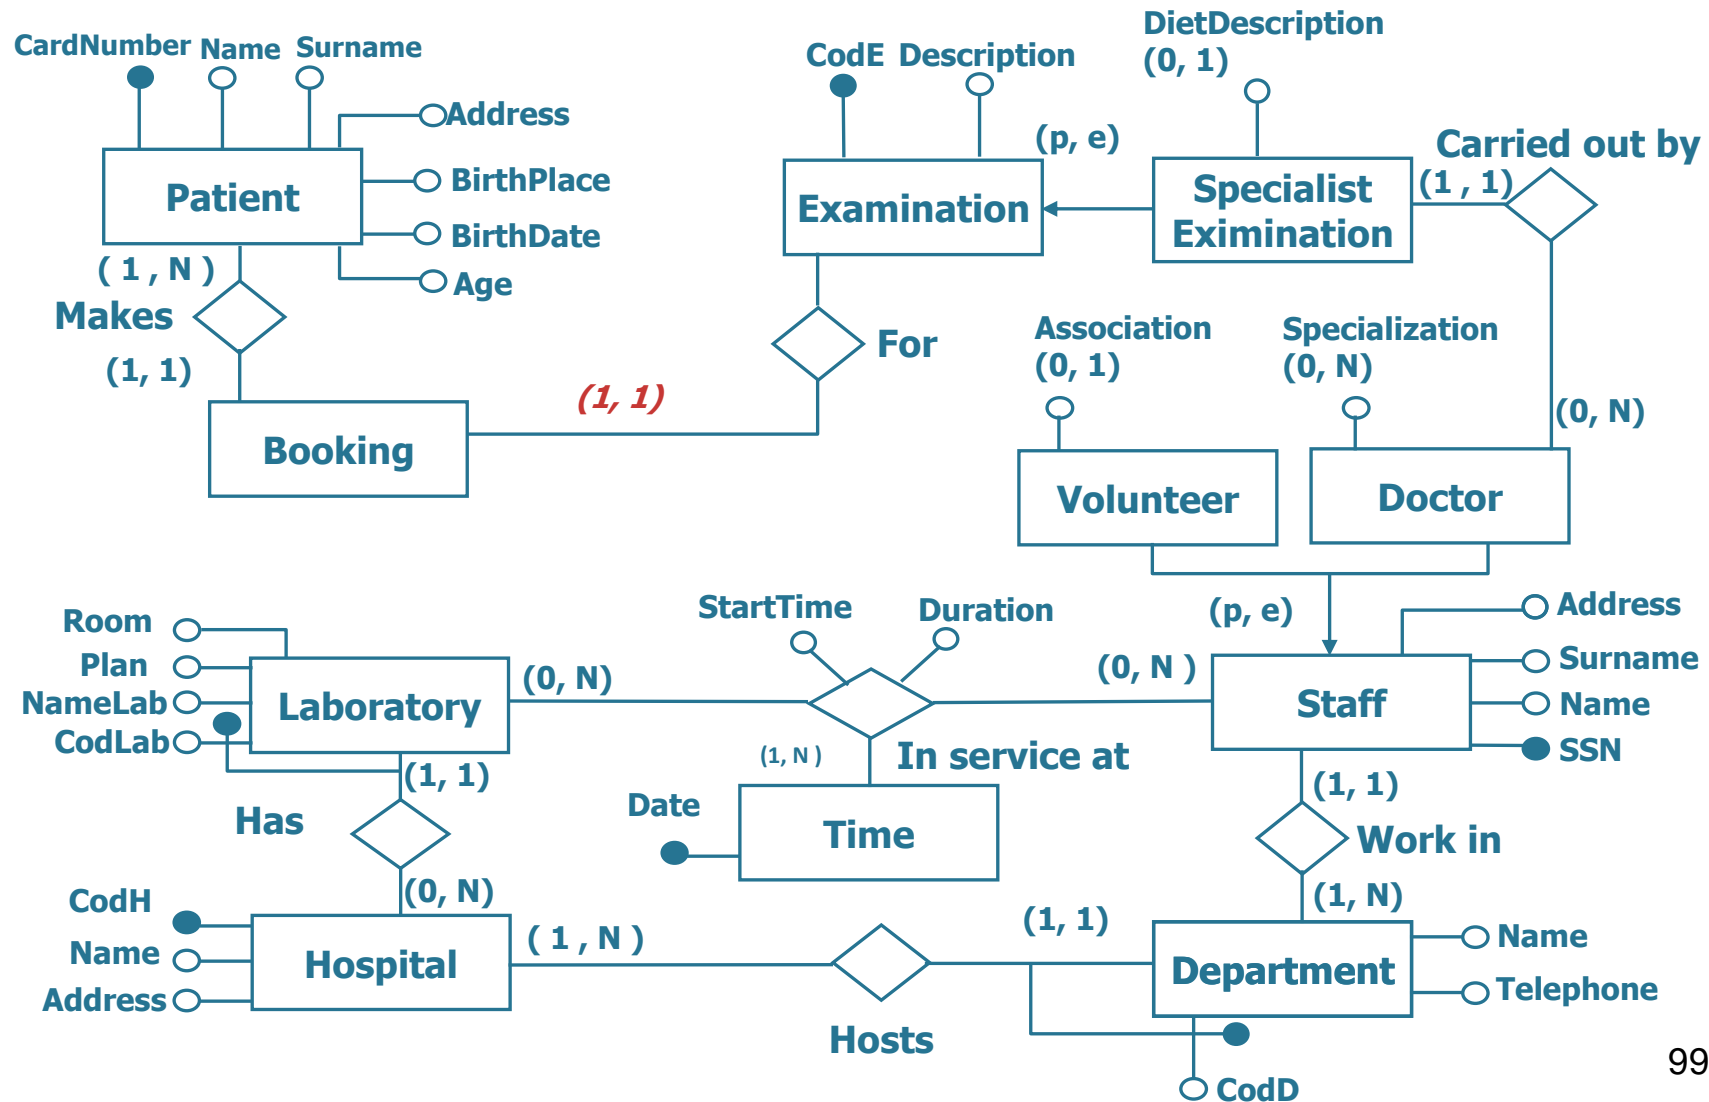 CardNumber
Name
Surname
Address
Patient
BirthPlace
BirthDate
Age
( 1 , N )
Makes
(1, 1)
Booking
(1, 1)
CodE
Description
Examination
(p, e)
For
DietDescription
(0, 1)
Specialist
Eximination
Carried out by
(1 , 1)
(0, N)
Association
(0, 1)
Volunteer
Specialization
(0, N)
Doctor
(p, e)
Address
Surname
Name
SSN
Staff
(0, N )
StartTime
Duration
(0, N)
In service at
(1, N )
Date
Time
Room
Plan
NameLab
CodLab
Laboratory
(1, 1)
Has
(0, N)
CodH
Name
Address
Hospital
( 1 , N )
Hosts
(1, 1)
(1, 1)
Work in
(1, N)
Department
Name
Telephone
CodD
99